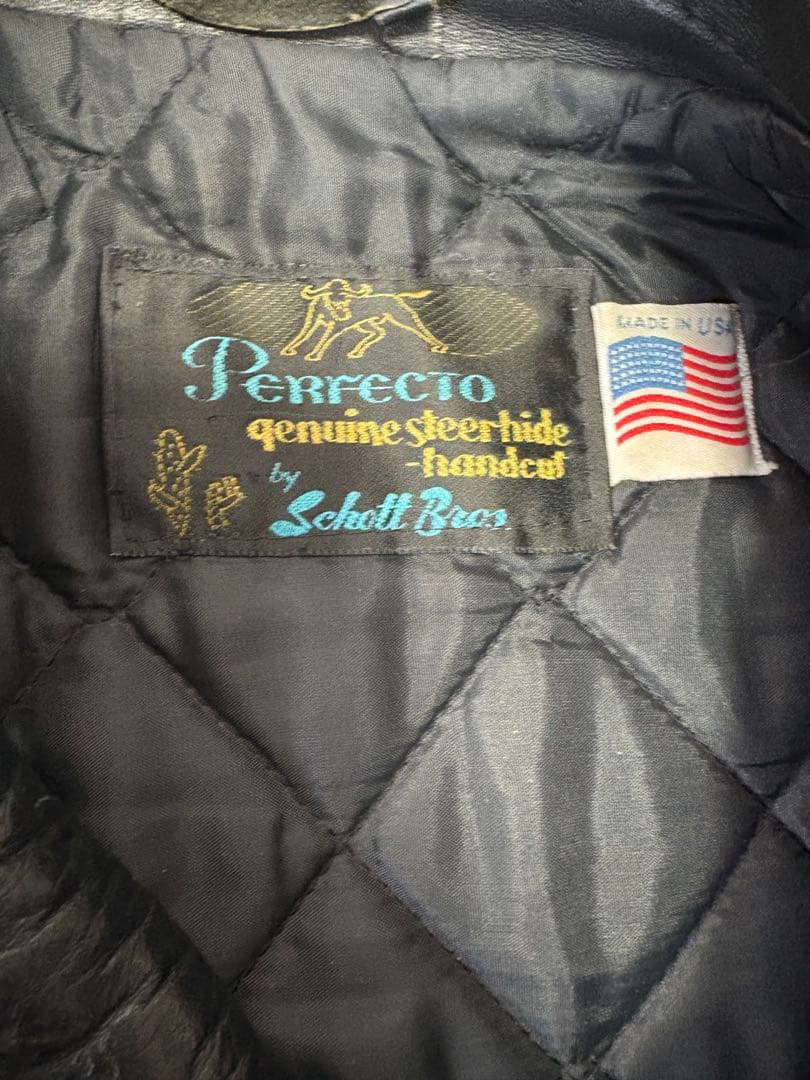 PERFECTO
genuine steerhide
-handcut
by
Schott Bros
MADE IN USA